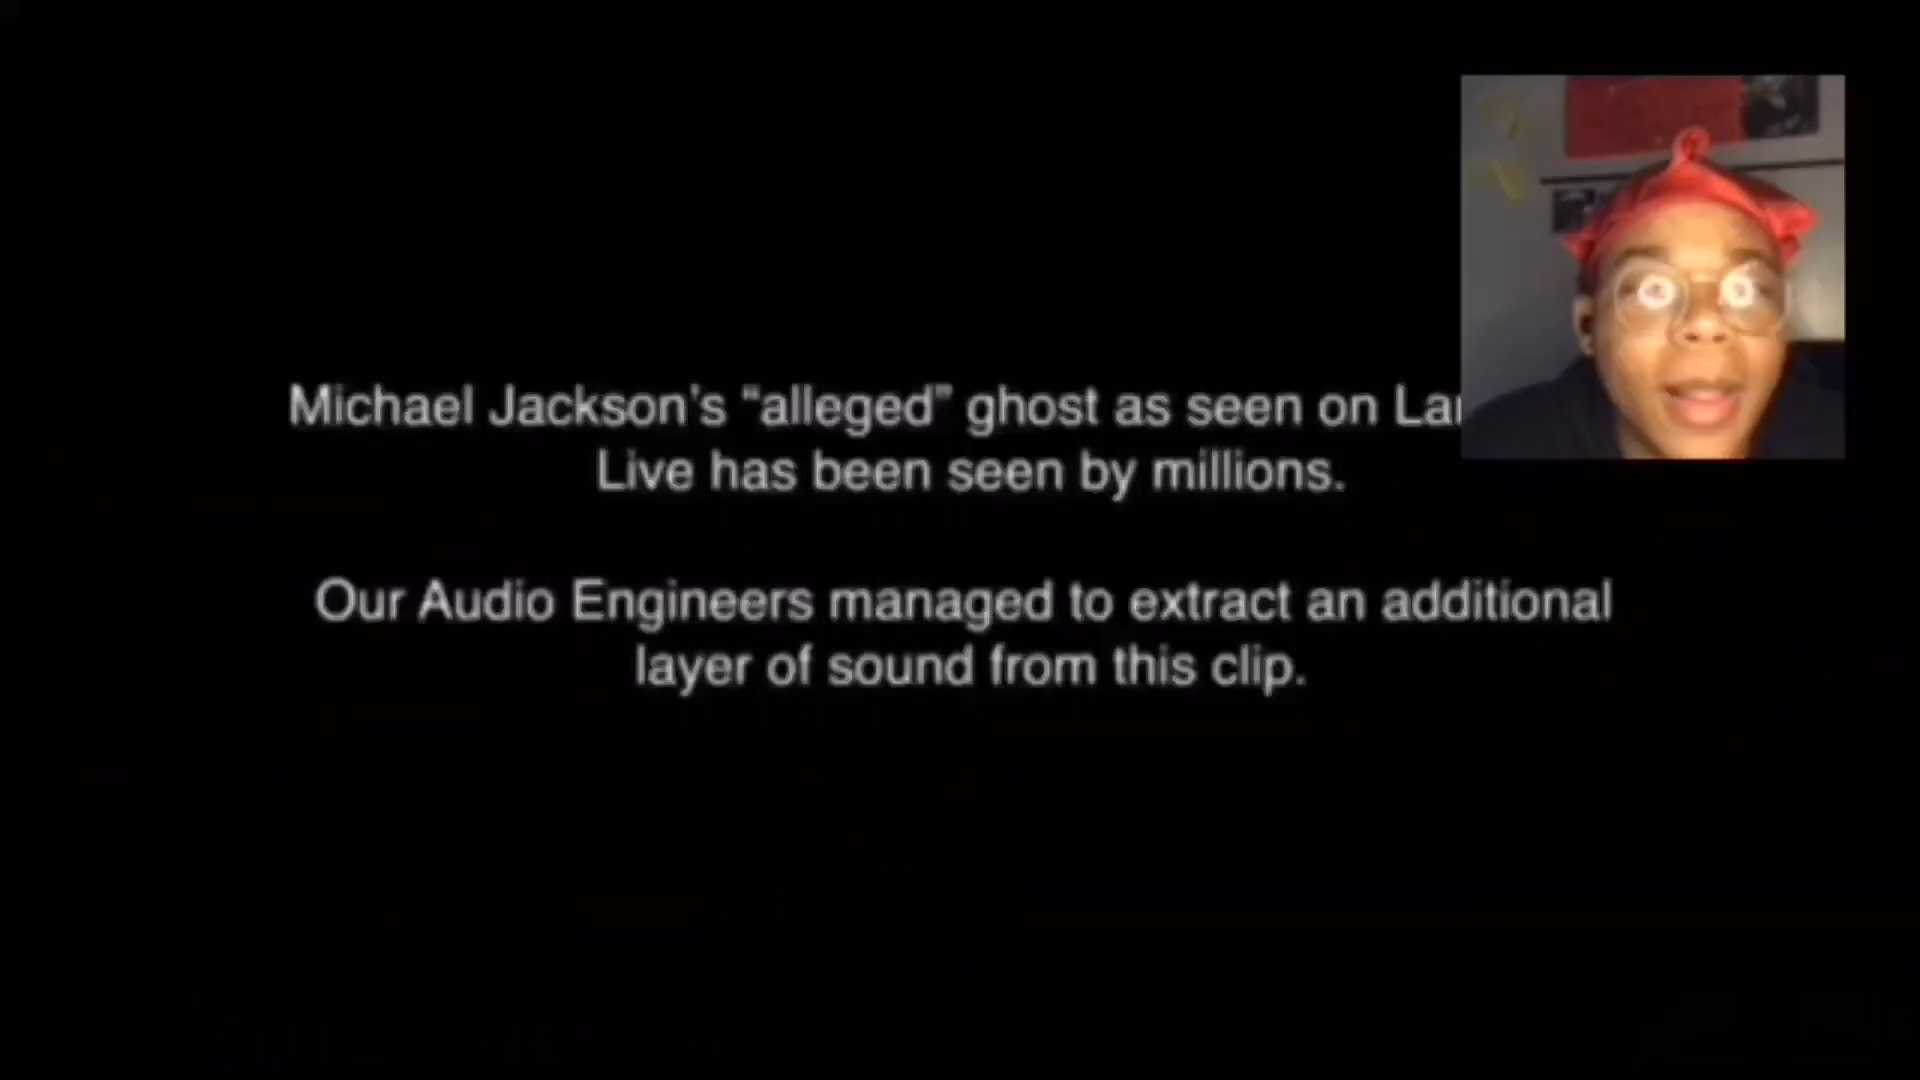 Michael Jackson's “alleged” ghost as seen on
Live has been seen by millions.
Our Audio Engineers managed to extract an additional
layer of sound from this clip.